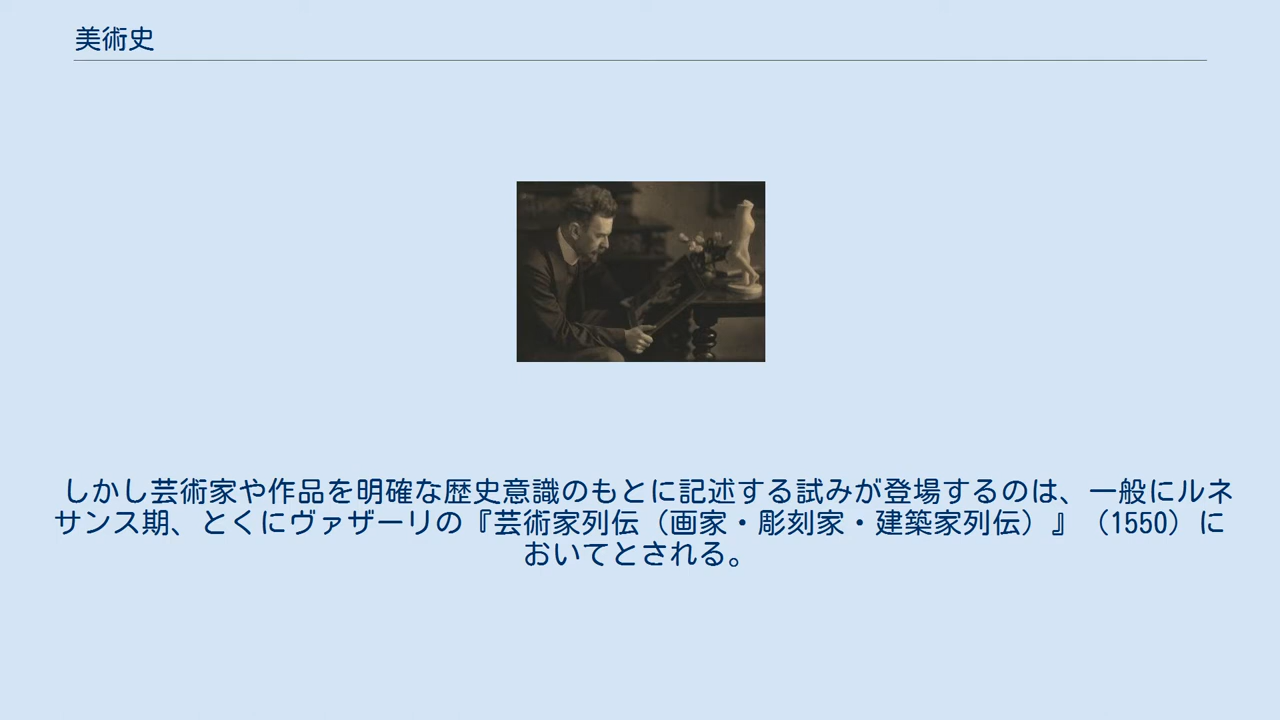 美術史
しかし芸術家や作品を明確な歴史意識のもとに記述する試みが登場するのは、一般にルネ
サンス期、とくにヴァザーリの『芸術家列伝（画家・彫刻家・建築家列伝）』（1550）に
おいてとされる。